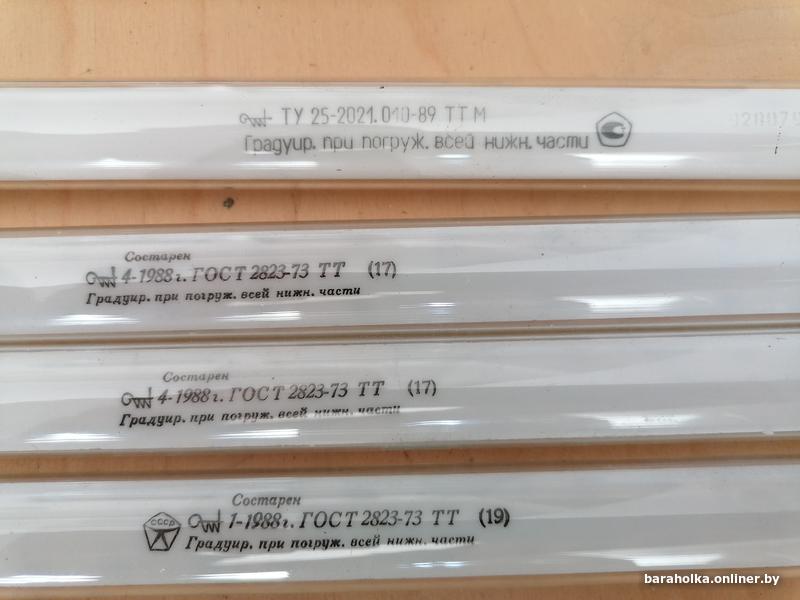 ТУ 25-2021.010-89 ТТ М
Градуир. при погруж. всей нижн. части
Состарен
4-1988 г. ГОСТ 2823-73 ТТ (17)
Градуир. при погруж. всей нижн. части
Состарен
4-1988 г. ГОСТ 2823-73 ТТ (17)
Градуир. при погруж. всей нижн. части
Состарен
СССР 1-1988 г. ГОСТ 2823-73 ТТ (19)
Градуир. при погруж. всей нижн. части
baraholka.onliner.by